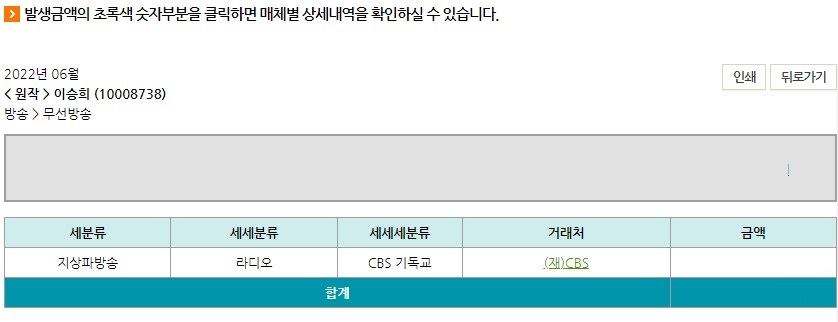 발생금액의 초록색 숫자부분을 클릭하면 매체별 상세내역을 확인하실 수 있습니다.
2022년 06월
인쇄 뒤로가기
< 원작 > 이승희 (10008738)
방송 > 무선방송
세분류 세세분류 세세세분류 거래처 금액
지상파방송 라디오 CBS 기독교 (재)CBS
합계